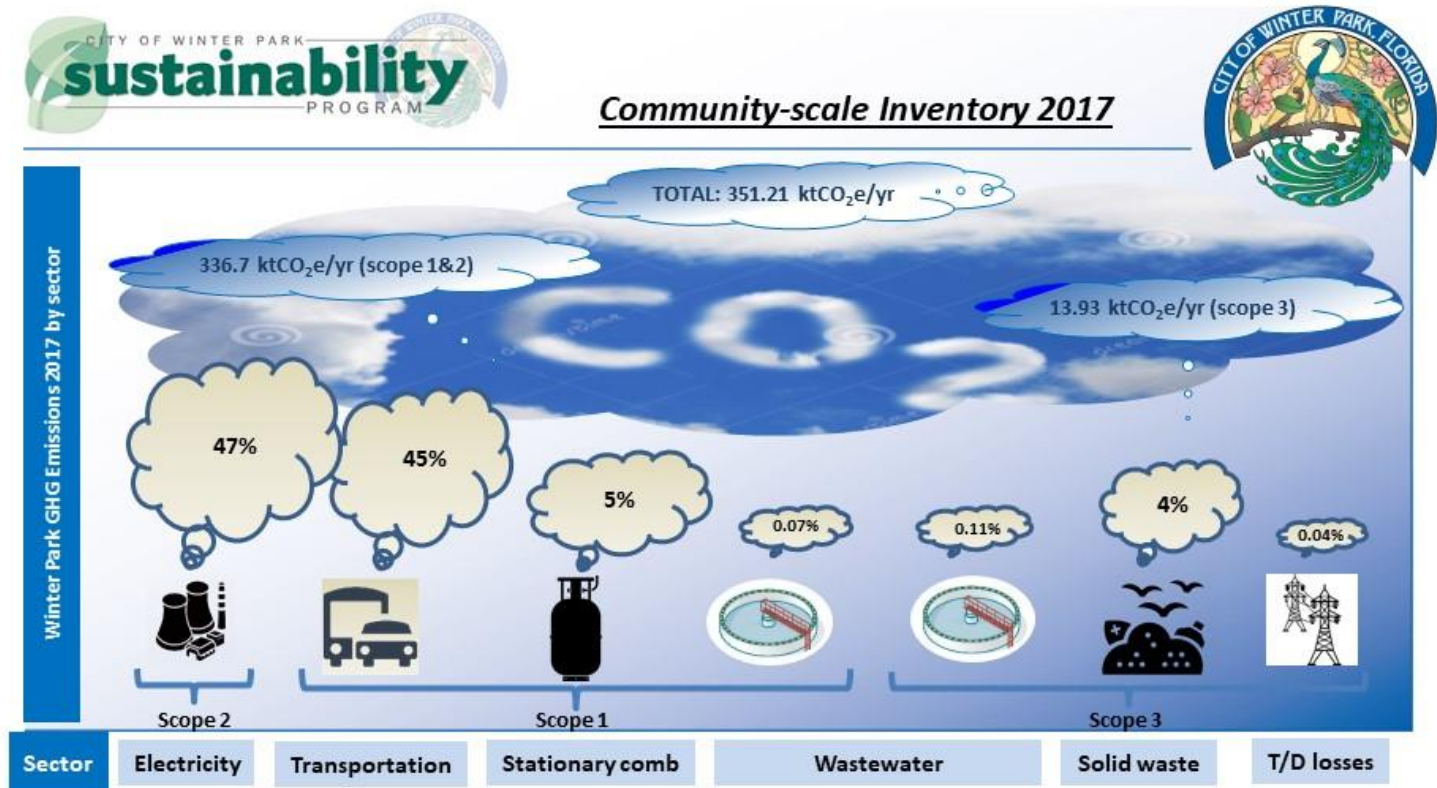 CITY OF WINTER PARK
sustainability
PROGRAM
Community-scale Inventory 2017
CITY OF WINTER PARK, FLORIDA
TOTAL: 351.21 ktCO₂e/yr
336.7 ktCO₂e/yr (scope 1&2)
13.93 ktCO₂e/yr (scope 3)
CO2
Winter Park GHG Emissions 2017 by sector
47%
45%
5%
0.07%
0.11%
4%
0.04%
Scope 2
Scope 1
Scope 3
Sector
Electricity
Transportation
Stationary comb
Wastewater
Solid waste
T/D losses